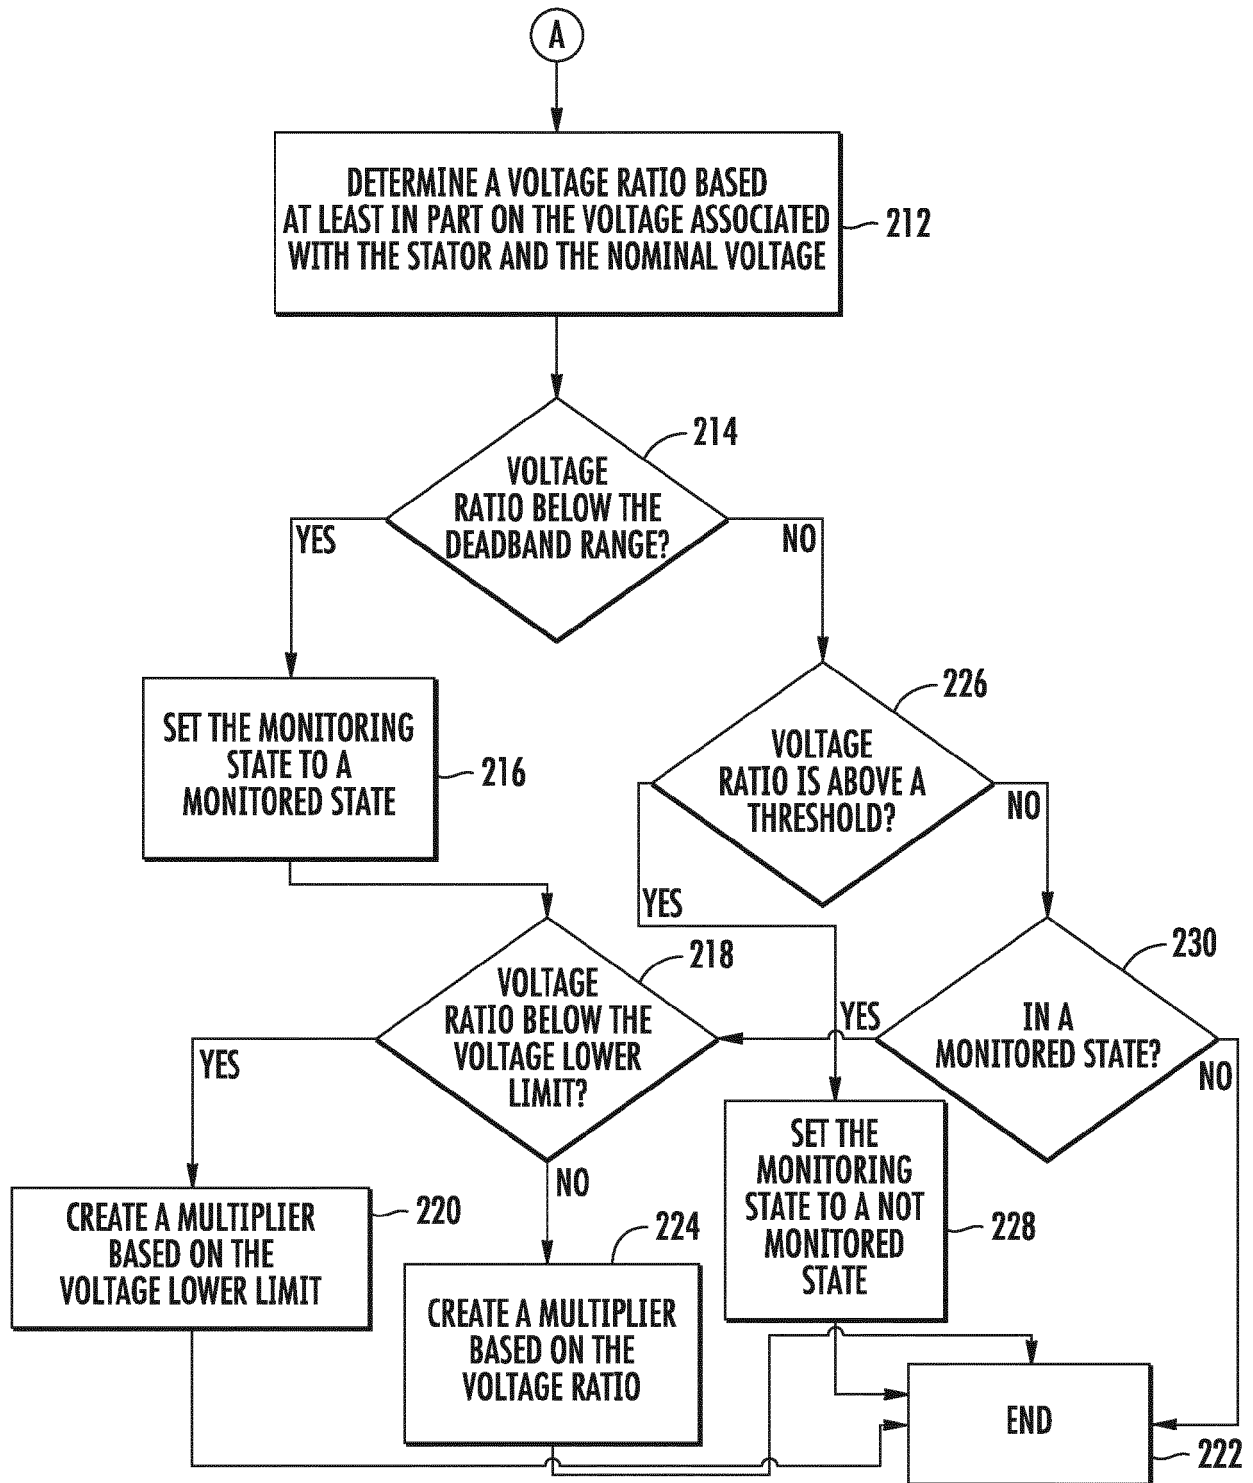 A
DETERMINE A VOLTAGE RATIO BASED
AT LEAST IN PART ON THE VOLTAGE ASSOCIATED
WITH THE STATOR AND THE NOMINAL VOLTAGE
212
214
VOLTAGE
RATIO BELOW THE
DEADBAND RANGE?
YES
NO
SET THE MONITORING
STATE TO A
MONITORED STATE
216
226
VOLTAGE
RATIO IS ABOVE A
THRESHOLD?
YES
NO
218
VOLTAGE
RATIO BELOW THE
VOLTAGE LOWER
LIMIT?
YES
NO
230
IN A
MONITORED STATE?
YES
NO
CREATE A MULTIPLIER
BASED ON THE
VOLTAGE LOWER LIMIT
220
224
CREATE A MULTIPLIER
BASED ON THE
VOLTAGE RATIO
SET THE
MONITORING
STATE TO A NOT
MONITORED
STATE
228
END
222